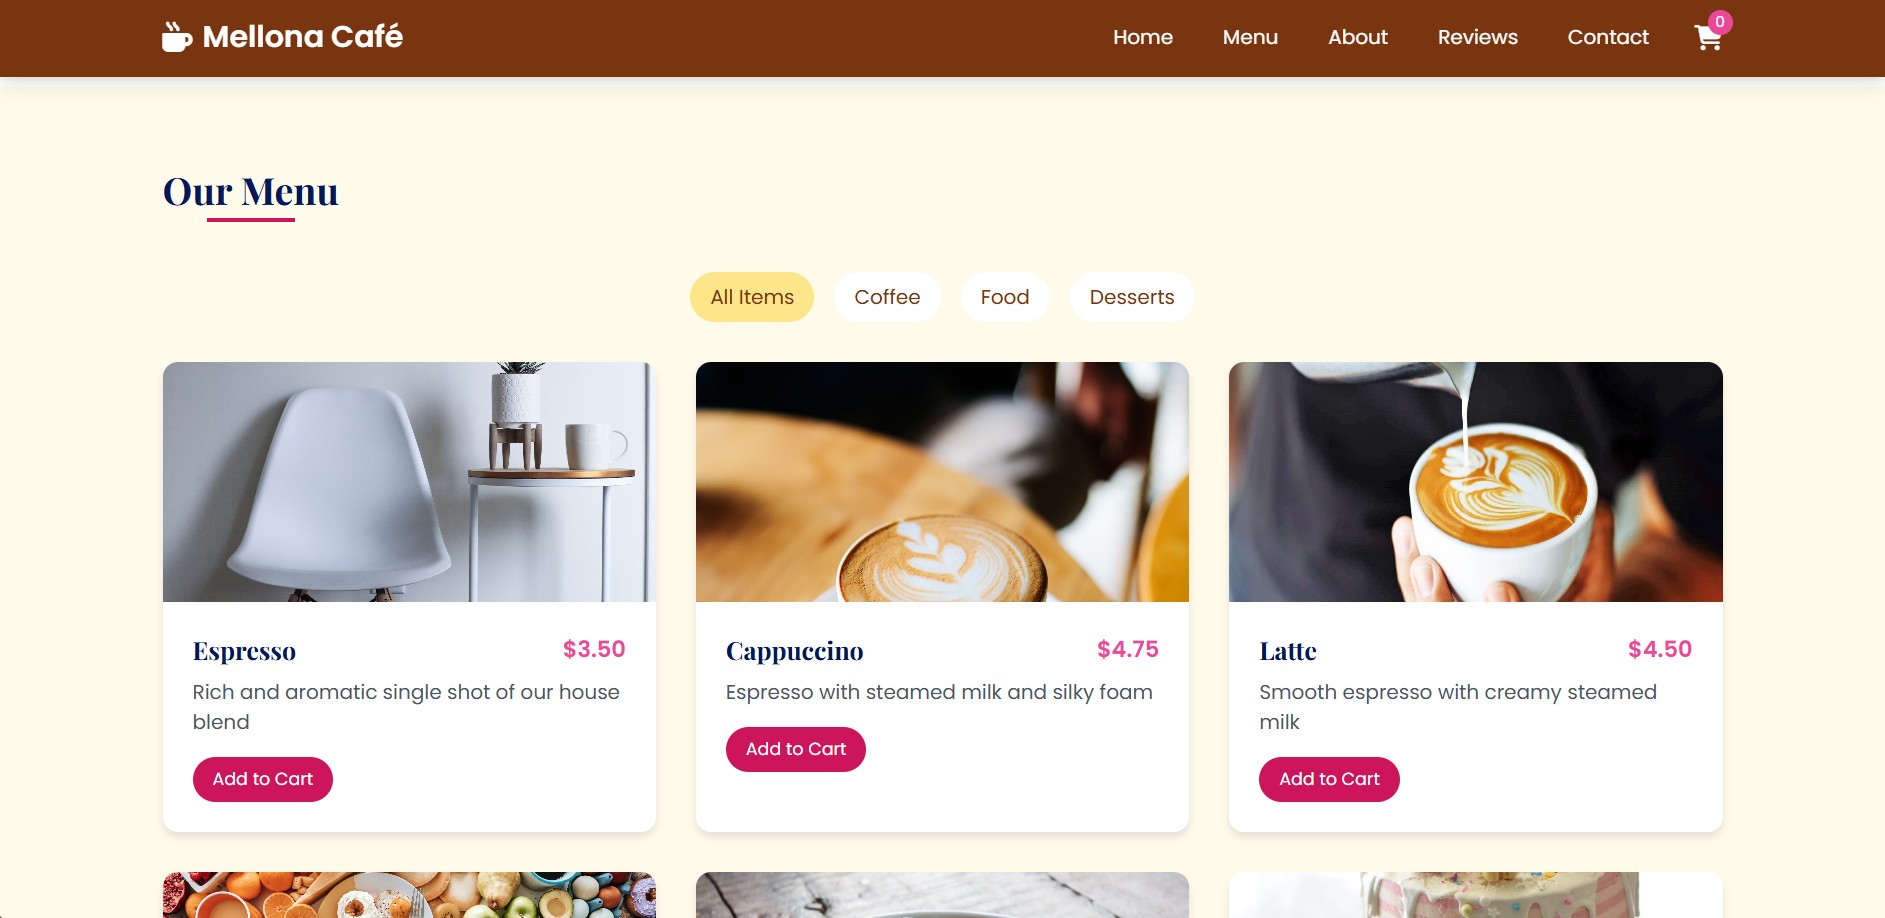 Mellona Café
Home Menu About Reviews Contact 0
Our Menu
All Items Coffee Food Desserts
Espresso $3.50
Rich and aromatic single shot of our house
blend
Add to Cart
Cappuccino $4.75
Espresso with steamed milk and silky foam
Add to Cart
Latte $4.50
Smooth espresso with creamy steamed
milk
Add to Cart